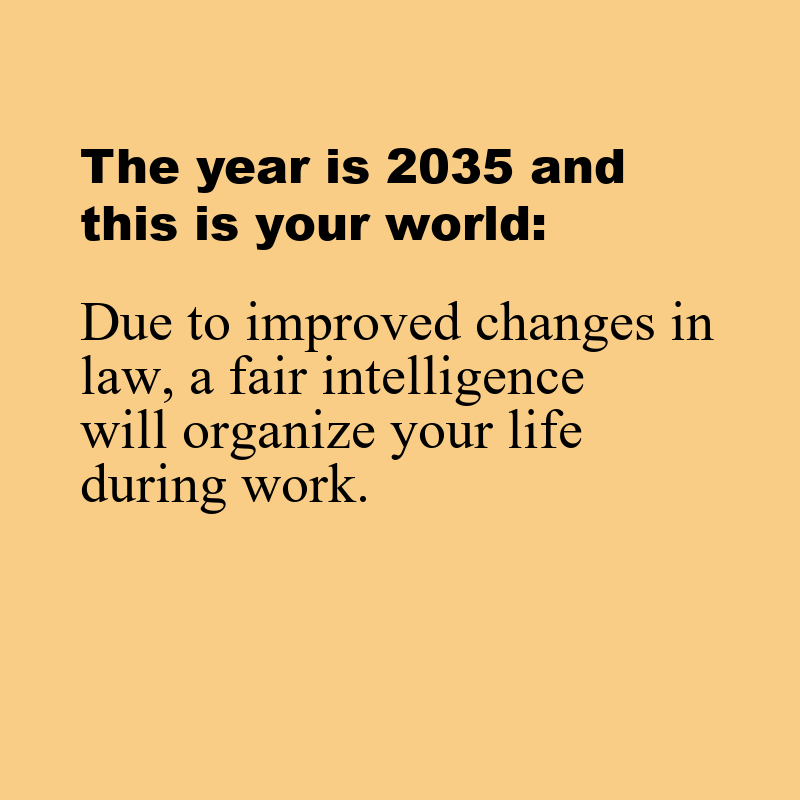 The year is 2035 and
this is your world:
Due to improved changes in
law, a fair intelligence
will organize your life
during work.